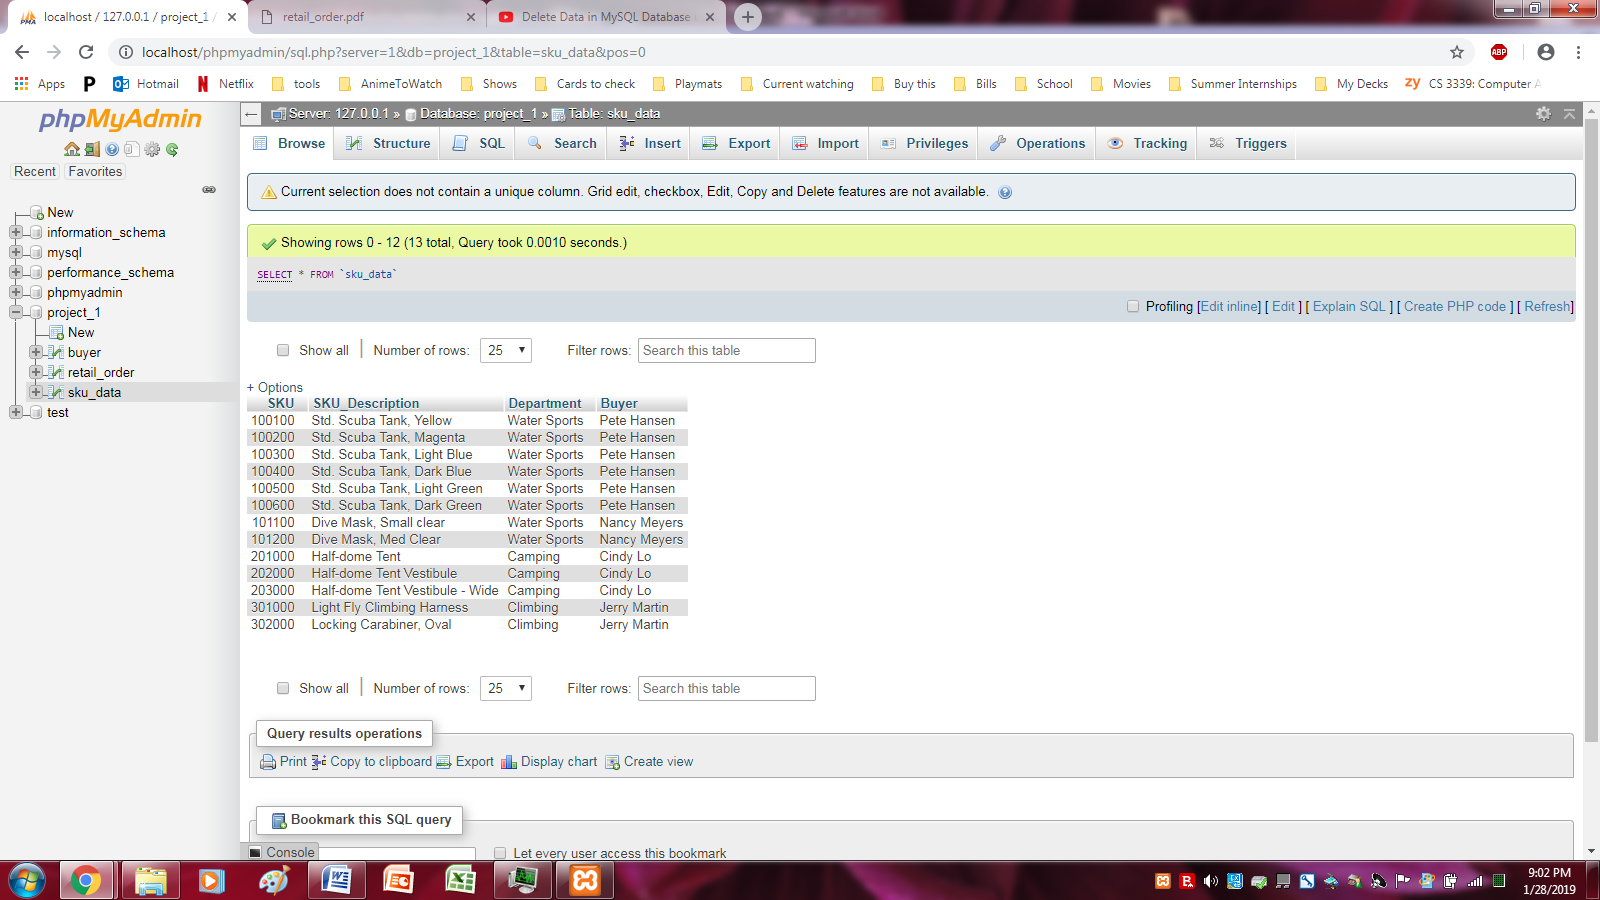 localhost / 127.0.0.1 / project_1 /
retail_order.pdf
Delete Data in MySQL Database
localhost/phpmyadmin/sql.php?server=1&db=project_1&table=sku_data&pos=0
ABP
Apps
Hotmail
Netflix
tools
AnimeToWatch
Shows
Cards to check
Playmats
Current watching
Buy this
Bills
School
Movies
Summer Internships
My Decks
zy CS 3339: Computer A
phpMyAdmin
Recent Favorites
New
information_schema
mysql
performance_schema
phpmyadmin
project_1
New
buyer
retail_order
sku_data
test
Server: 127.0.0.1 » Database: project_1 » Table: sku_data
Browse Structure SQL Search Insert Export Import Privileges Operations Tracking Triggers
Current selection does not contain a unique column. Grid edit, checkbox, Edit, Copy and Delete features are not available.
Showing rows 0 - 12 (13 total, Query took 0.0010 seconds.)
SELECT * FROM `sku_data`
Profiling [Edit inline] [ Edit ] [ Explain SQL ] [ Create PHP code ] [ Refresh]
Show all | Number of rows: 25 Filter rows: Search this table
+ Options
SKU SKU_Description Department Buyer
100100 Std. Scuba Tank, Yellow Water Sports Pete Hansen
100200 Std. Scuba Tank, Magenta Water Sports Pete Hansen
100300 Std. Scuba Tank, Light Blue Water Sports Pete Hansen
100400 Std. Scuba Tank, Dark Blue Water Sports Pete Hansen
100500 Std. Scuba Tank, Light Green Water Sports Pete Hansen
100600 Std. Scuba Tank, Dark Green Water Sports Pete Hansen
101100 Dive Mask, Small clear Water Sports Nancy Meyers
101200 Dive Mask, Med Clear Water Sports Nancy Meyers
201000 Half-dome Tent Camping Cindy Lo
202000 Half-dome Tent Vestibule Camping Cindy Lo
203000 Half-dome Tent Vestibule - Wide Camping Cindy Lo
301000 Light Fly Climbing Harness Climbing Jerry Martin
302000 Locking Carabiner, Oval Climbing Jerry Martin
Show all | Number of rows: 25 Filter rows: Search this table
Query results operations
Print Copy to clipboard Export Display chart Create view
Bookmark this SQL query
Console
Let every user access this bookmark
9:02 PM
1/28/2019